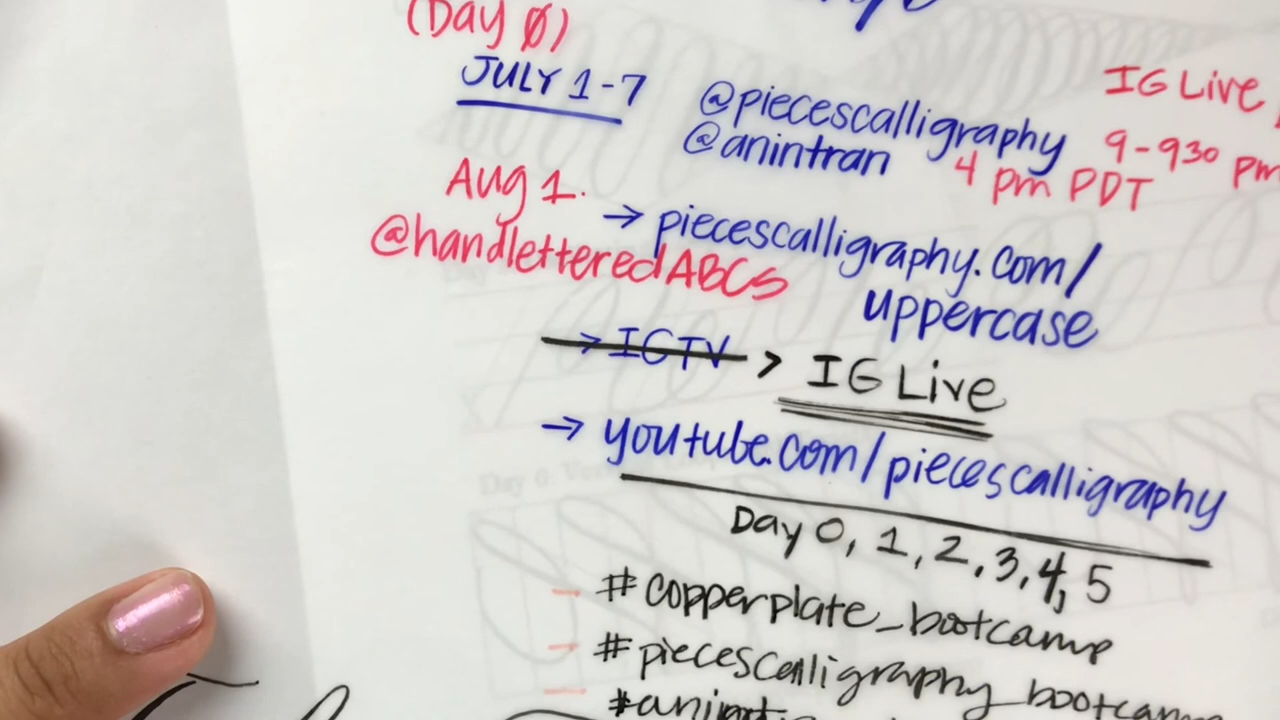 (Day 0)
JULY 1-7
@piecescalligraphy
@anintran
IG Live
9-930 pm
4 pm PDT
Aug 1.
@handletteredABCs
→ piecescalligraphy.com/
uppercase
→ IGTV > IG Live
→ youtube.com/piecescalligraphy
Day 0, 1, 2, 3, 4, 5
- #copperplate_bootcamp
- #piecescalligraphy_bootcamp